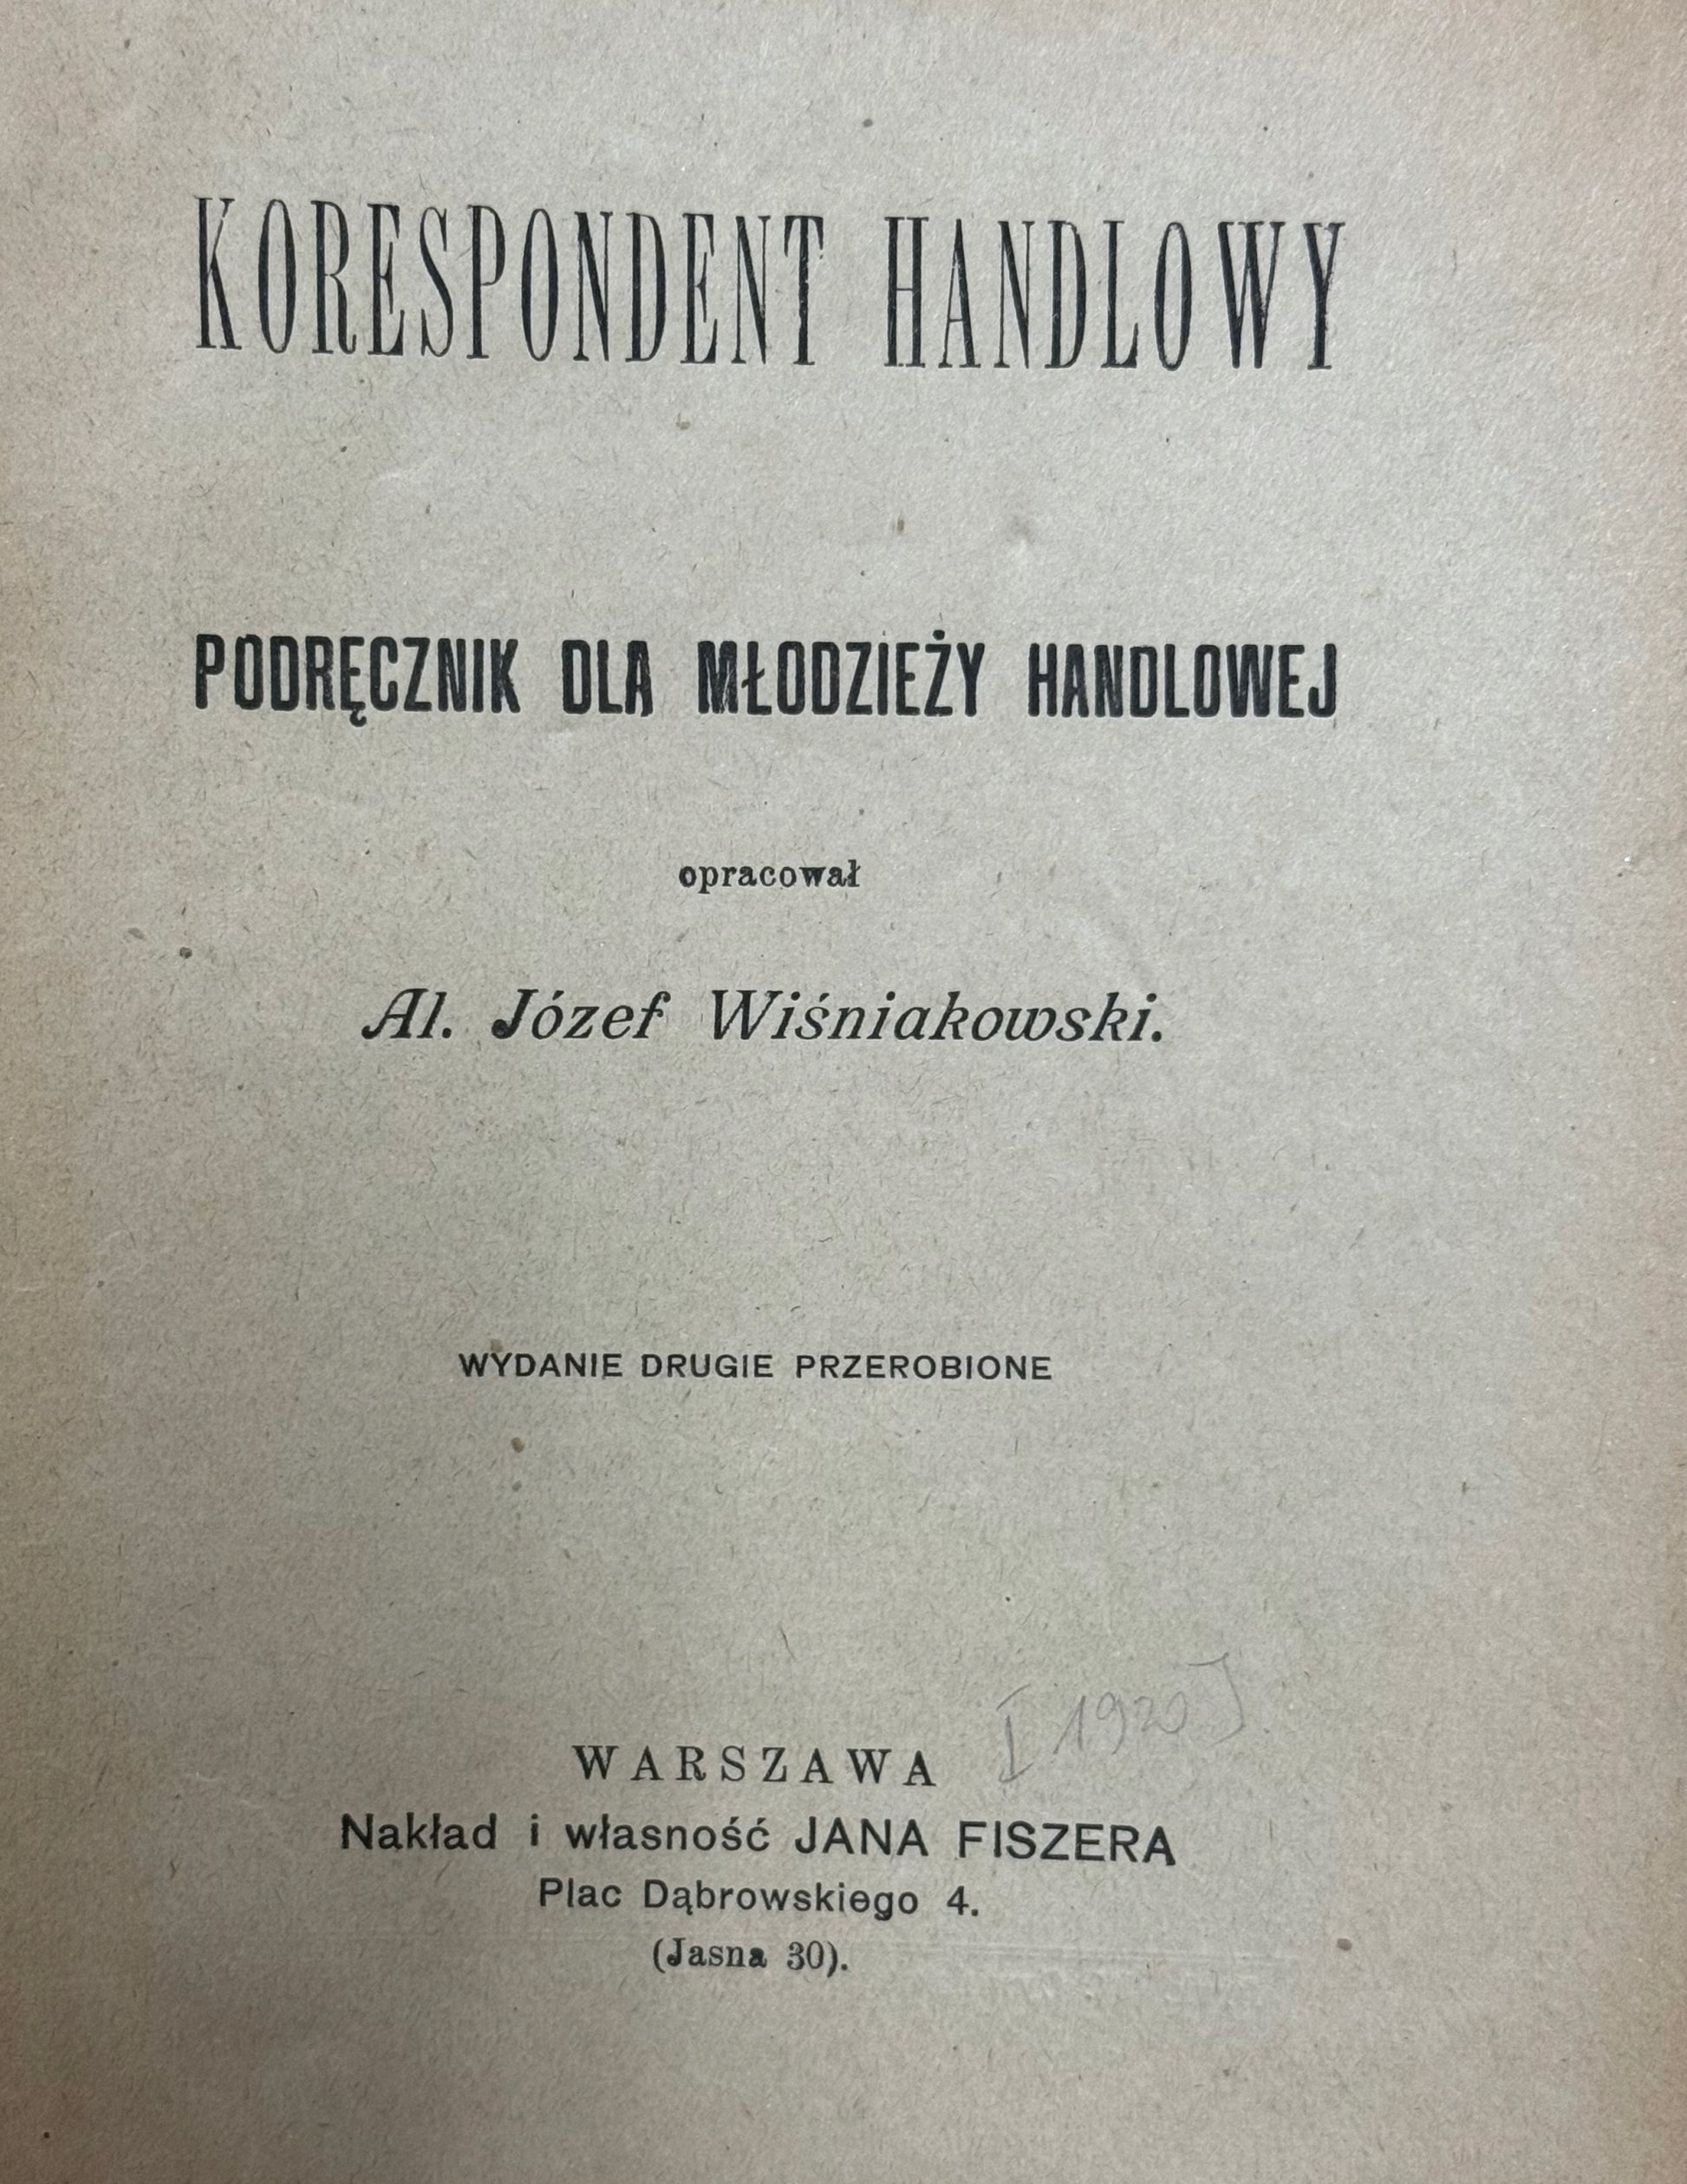 KORESPONDENT HANDLOWY
PODRĘCZNIK DLA MŁODZIEŻY HANDLOWEJ
opracował
Al. Józef Wiśniakowski.
WYDANIE DRUGIE PRZEROBIONE
[1920]
WARSZAWA
Nakład i własność JANA FISZERA
Plac Dąbrowskiego 4.
(Jasna 30).